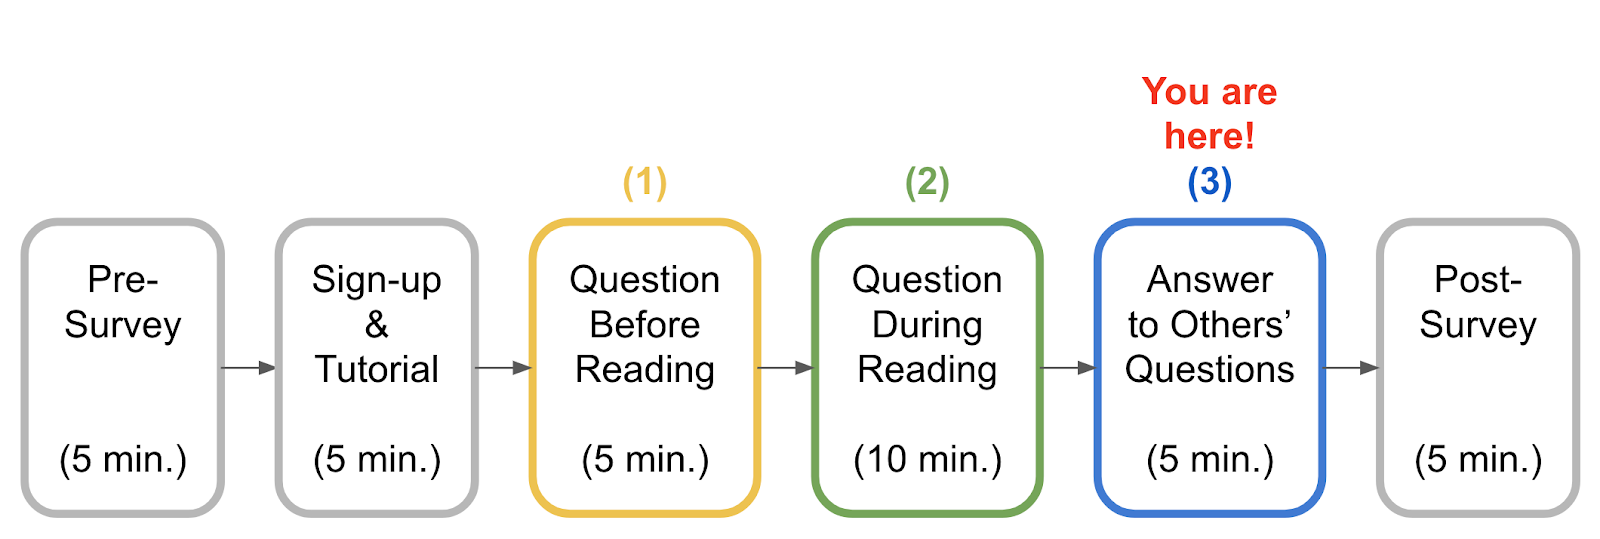 You are
here!
(1)
(2)
(3)
Pre-
Survey
(5 min.)
Sign-up
&
Tutorial
(5 min.)
Question
Before
Reading
(5 min.)
Question
During
Reading
(10 min.)
Answer
to Others’
Questions
(5 min.)
Post-
Survey
(5 min.)